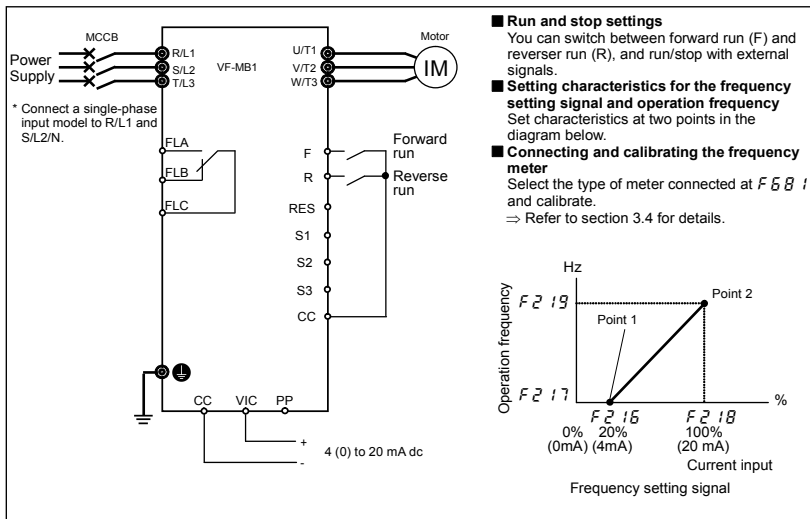 MCCB
Power
Supply
R/L1
S/L2
T/L3
VF-MB1
U/T1
V/T2
W/T3
Motor
IM
* Connect a single-phase
input model to R/L1 and
S/L2/N.
FLA
FLB
FLC
F
R
RES
S1
S2
S3
CC
Forward
run
Reverse
run
CC
VIC
PP
+
-
4 (0) to 20 mA dc
■ Run and stop settings
You can switch between forward run (F) and
reverser run (R), and run/stop with external
signals.
■ Setting characteristics for the frequency
setting signal and operation frequency
Set characteristics at two points in the
diagram below.
■ Connecting and calibrating the frequency
meter
Select the type of meter connected at F681
and calibrate.
⇒ Refer to section 3.4 for details.
Hz
Operation frequency
F219
Point 1
Point 2
F217
%
F216
F218
0%
20%
100%
(0mA)
(4mA)
(20 mA)
Current input
Frequency setting signal